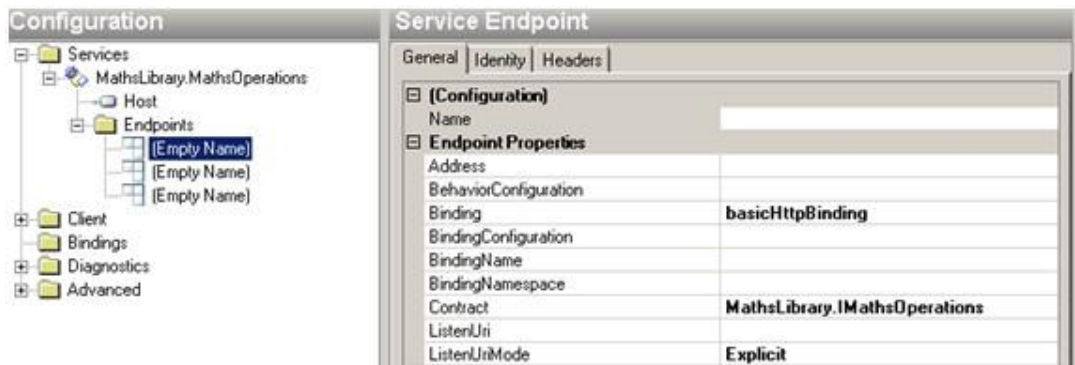 Configuration
Services
MathsLibrary.MathsOperations
Host
Endpoints
(Empty Name)
(Empty Name)
(Empty Name)
Client
Bindings
Diagnostics
Advanced
Service Endpoint
General Identity Headers
(Configuration)
Name
Endpoint Properties
Address
BehaviorConfiguration
Binding basicHttpBinding
BindingConfiguration
BindingName
BindingNamespace
Contract MathsLibrary.IMathsOperations
ListenUri
ListenUriMode Explicit